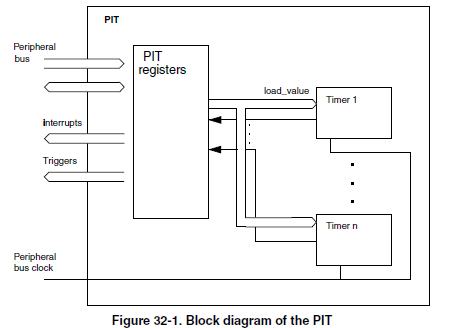 PIT
Peripheral
bus
PIT
registers
load_value
Timer 1
Interrupts
Triggers
Timer n
Peripheral
bus clock
Figure 32-1. Block diagram of the PIT